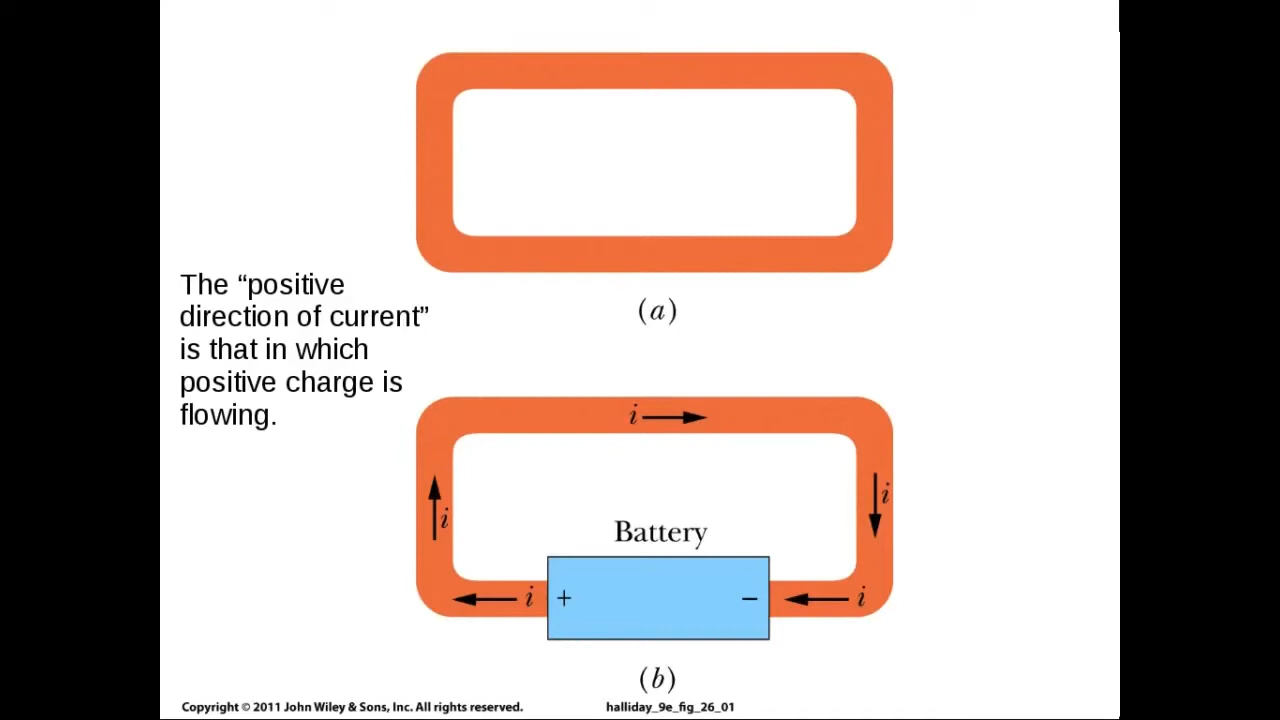 The “positive
direction of current”
is that in which
positive charge is
flowing.
(a)
i
i
i
Battery
i
+
−
i
(b)
Copyright © 2011 John Wiley & Sons, Inc. All rights reserved.
halliday_9e_fig_26_01